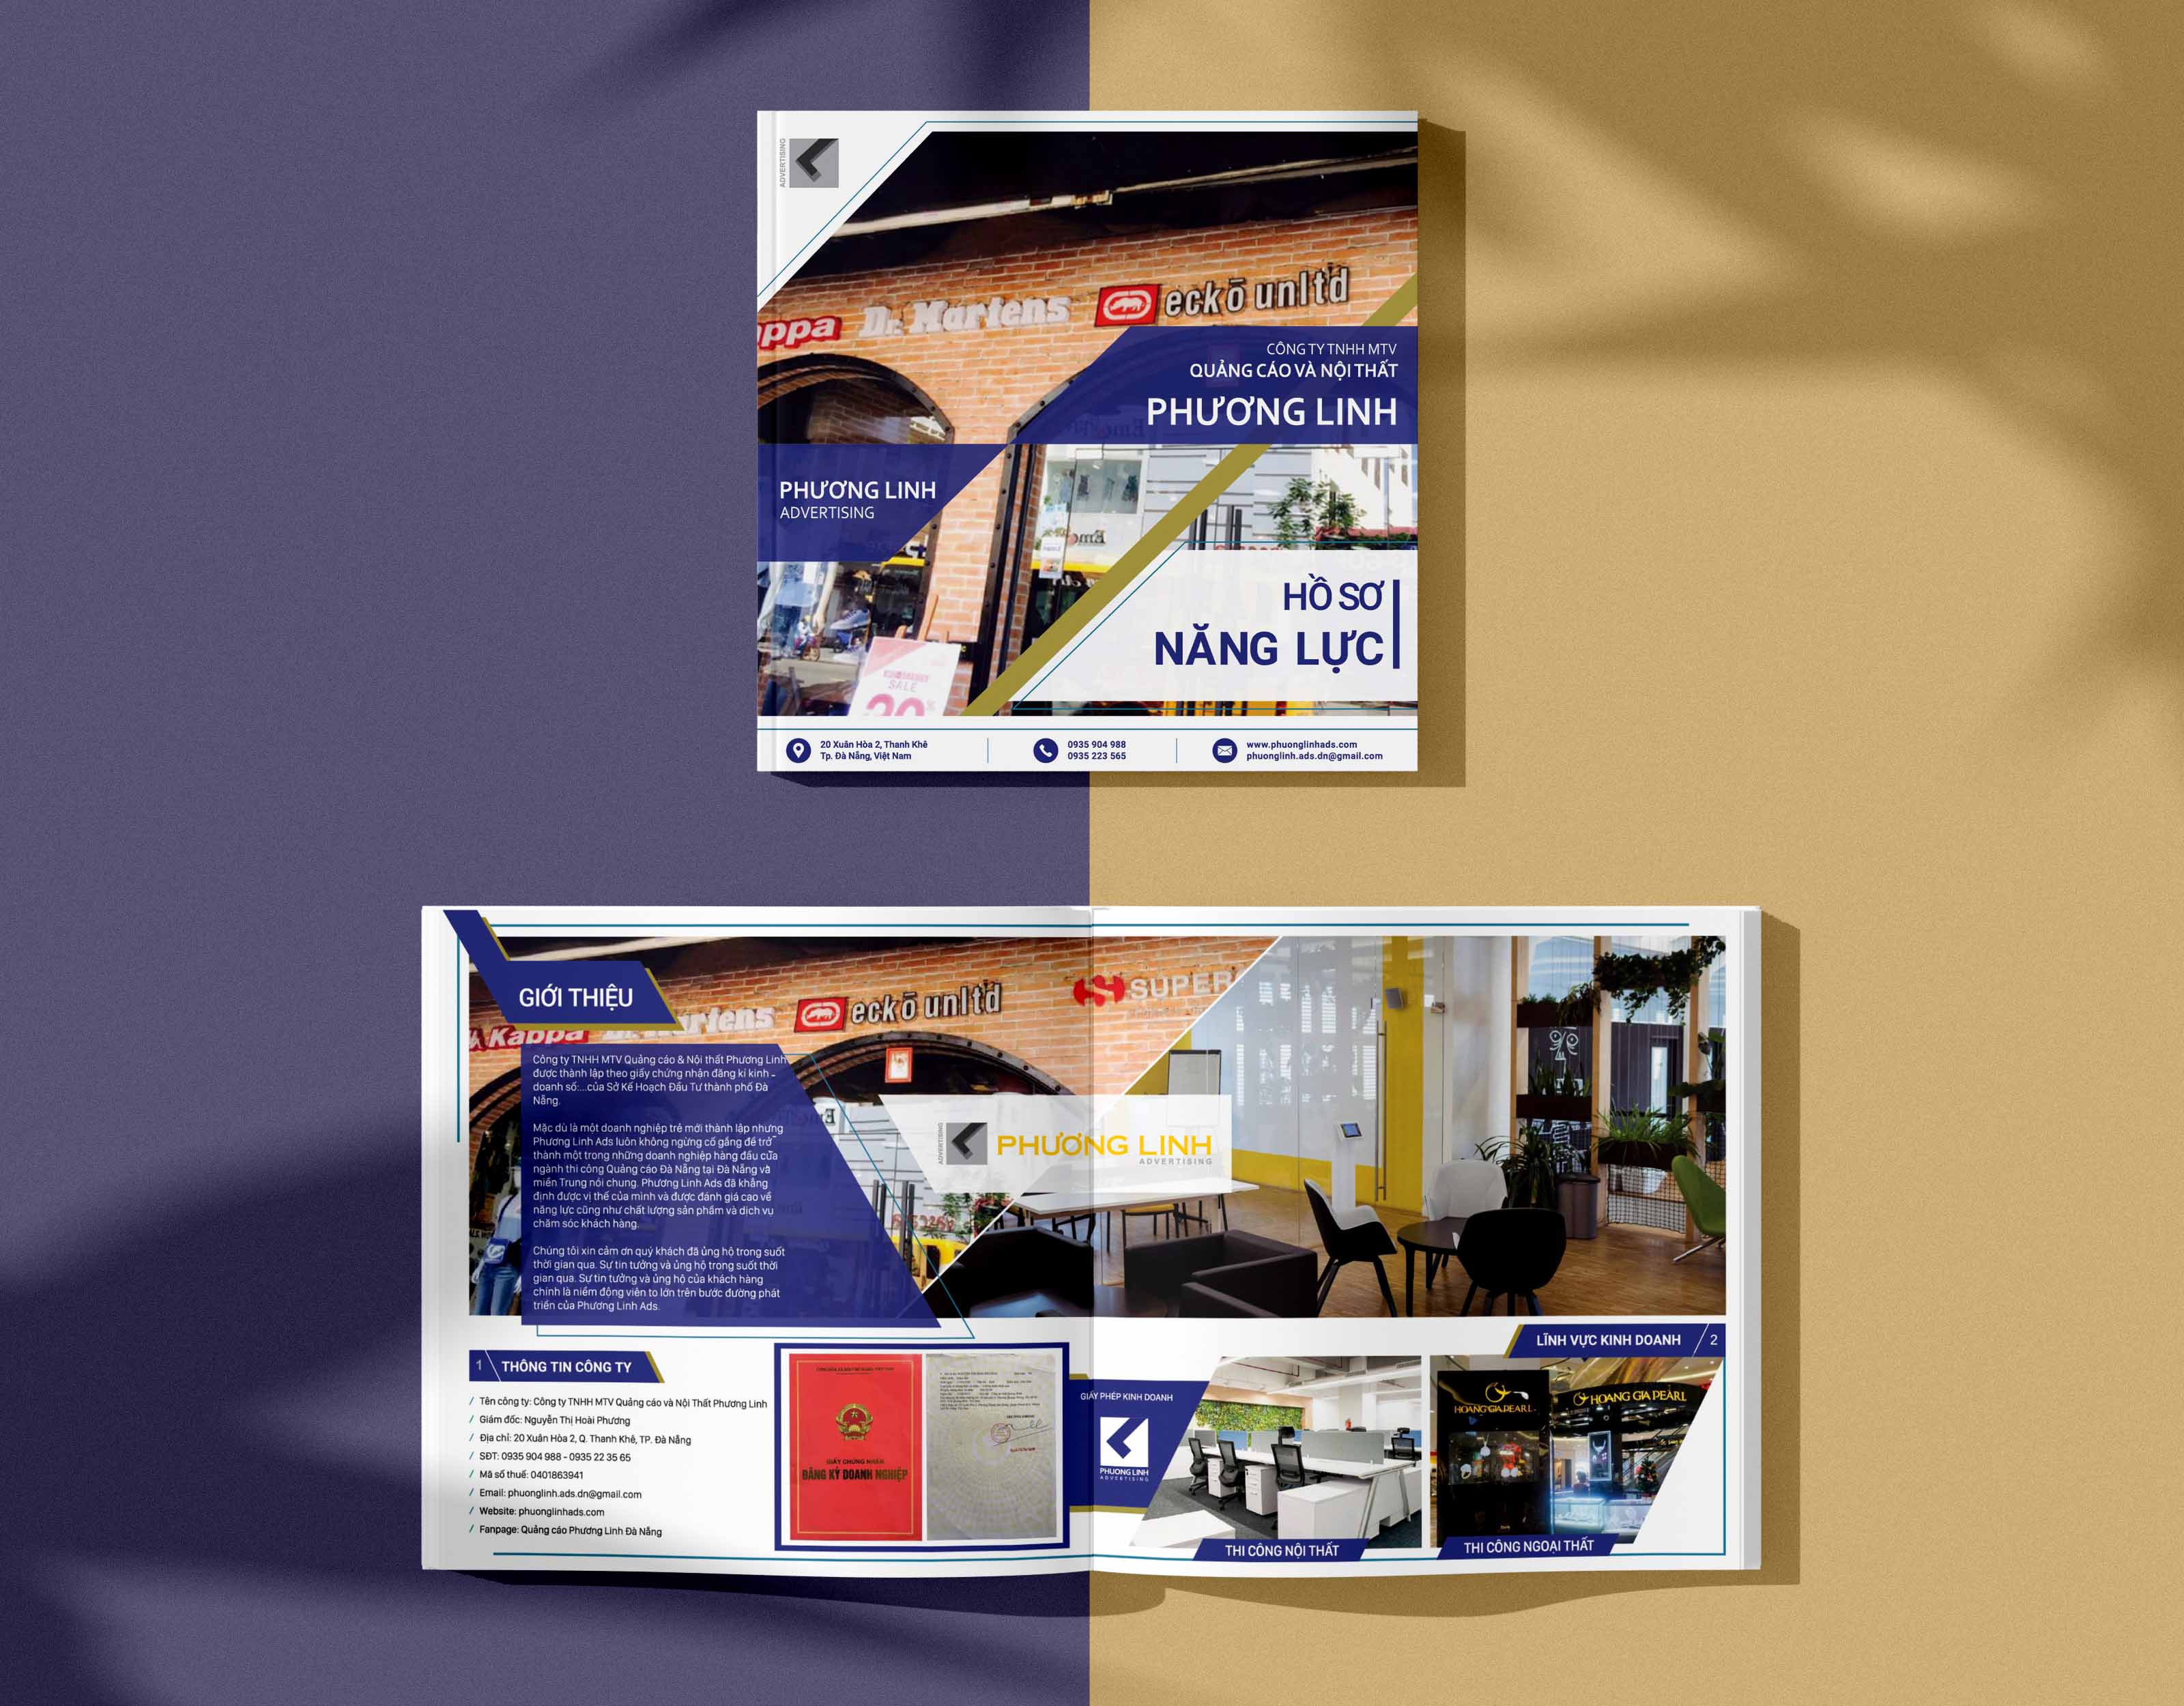 ADVERTISING
ppa Dr. Martens eckō unltd
CÔNG TY TNHH MTV
QUẢNG CÁO VÀ NỘI THẤT
PHƯƠNG LINH
PHƯƠNG LINH
ADVERTISING
SALE
HỒ SƠ
NĂNG LỰC
20 Xuân Hòa 2, Thanh Khê
Tp. Đà Nẵng, Việt Nam
0935 904 988
0935 223 565
www.phuonglinhads.com
phuonglinh.ads.dn@gmail.com
GIỚI THIỆU
Kappa
eckō unltd
SUPER
Công ty TNHH MTV Quảng cáo & Nội thất Phương Linh
được thành lập theo giấy chứng nhận đăng kí kinh
doanh số:...của Sở Kế Hoạch Đầu Tư thành phố Đà
Nẵng.
Mặc dù là một doanh nghiệp trẻ mới thành lập nhưng
Phương Linh Ads luôn không ngừng cố gắng để trở
thành một trong những doanh nghiệp hàng đầu của
ngành thi công Quảng cáo Đà Nẵng tại Đà Nẵng và
miền Trung nói chung. Phương Linh Ads đã khẳng
định được vị thế của mình và được đánh giá cao về
năng lực cũng như chất lượng sản phẩm và dịch vụ
chăm sóc khách hàng.
Chúng tôi xin cảm ơn quý khách đã ủng hộ trong suốt
thời gian qua. Sự tin tưởng và ủng hộ trong suốt thời
gian qua. Sự tin tưởng và ủng hộ của khách hàng
chính là niềm động viên to lớn trên bước đường phát
triển của Phương Linh Ads.
ADVERTISING
PHƯƠNG LINH
ADVERTISING
1 THÔNG TIN CÔNG TY
/ Tên công ty: Công ty TNHH MTV Quảng cáo và Nội Thất Phương Linh
/ Giám đốc: Nguyễn Thị Hoài Phương
/ Địa chỉ: 20 Xuân Hòa 2, Q. Thanh Khê, TP. Đà Nẵng
/ SĐT: 0935 904 988 - 0935 22 35 65
/ Mã số thuế: 0401863941
/ Email: phuonglinh.ads.dn@gmail.com
/ Website: phuonglinhads.com
/ Fanpage: Quảng cáo Phương Linh Đà Nẵng
GIẤY CHỨNG NHẬN
ĐĂNG KÝ DOANH NGHIỆP
GIẤY PHÉP KINH DOANH
PHUONG LINH
ADVERTISING
LĨNH VỰC KINH DOANH / 2
HOANG GIA PEARL
HOANG GIA PEARL
THI CÔNG NỘI THẤT
THI CÔNG NGOẠI THẤT